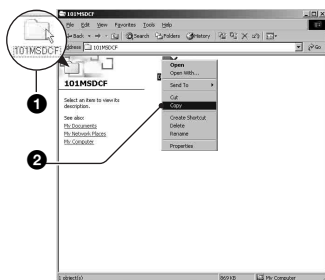 101MSDCF
File Edit View Favorites Tools Help
Back Search Folders History
Address 101MSDCF Go
101MSDCF
1
101MSDCF
Select an item to view its
description.
See also:
My Documents
My Network Places
My Computer
Open
Open With...
Send To
Cut
Copy
Create Shortcut
Delete
Rename
Properties
2
1 object(s) 869 KB My Computer